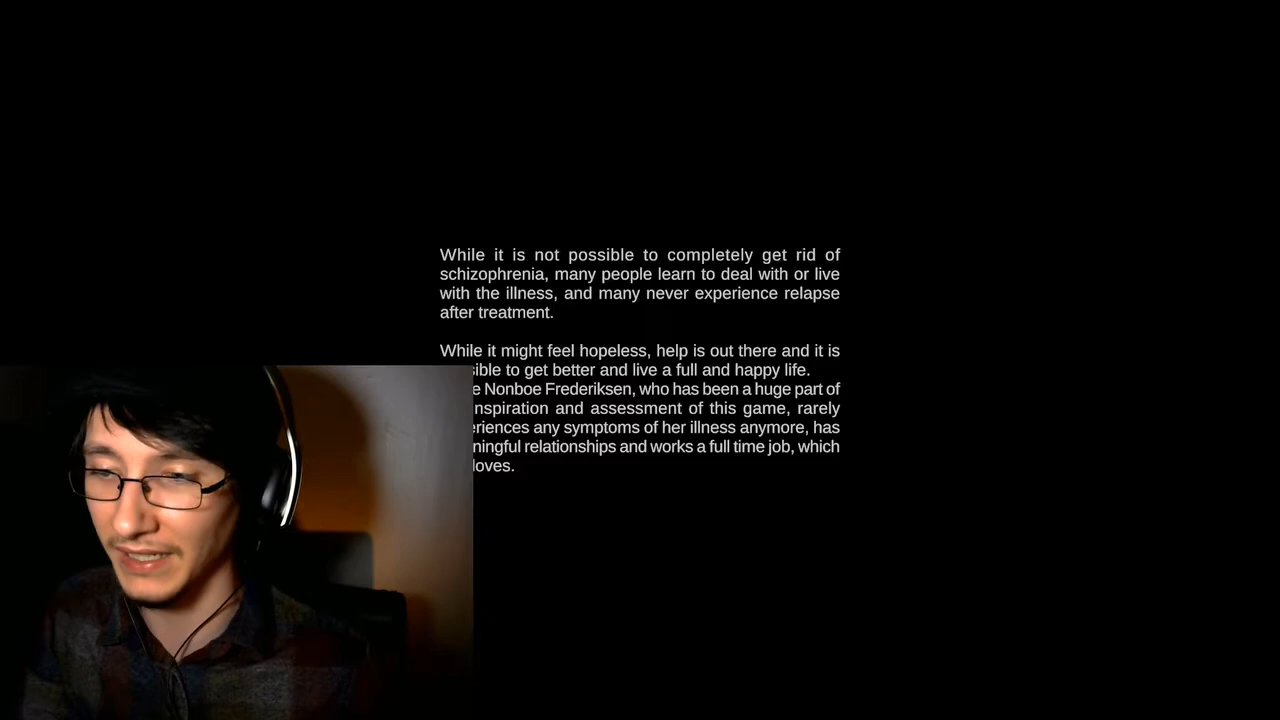 While it is not possible to completely get rid of
schizophrenia, many people learn to deal with or live
with the illness, and many never experience relapse
after treatment.
While it might feel hopeless, help is out there and it is
to get better and live a full and happy life.
Nonboe Frederiksen, who has been a huge part of
and assessment of this game, rarely
any symptoms of her illness anymore, has
relationships and works a full time job, which
loves.